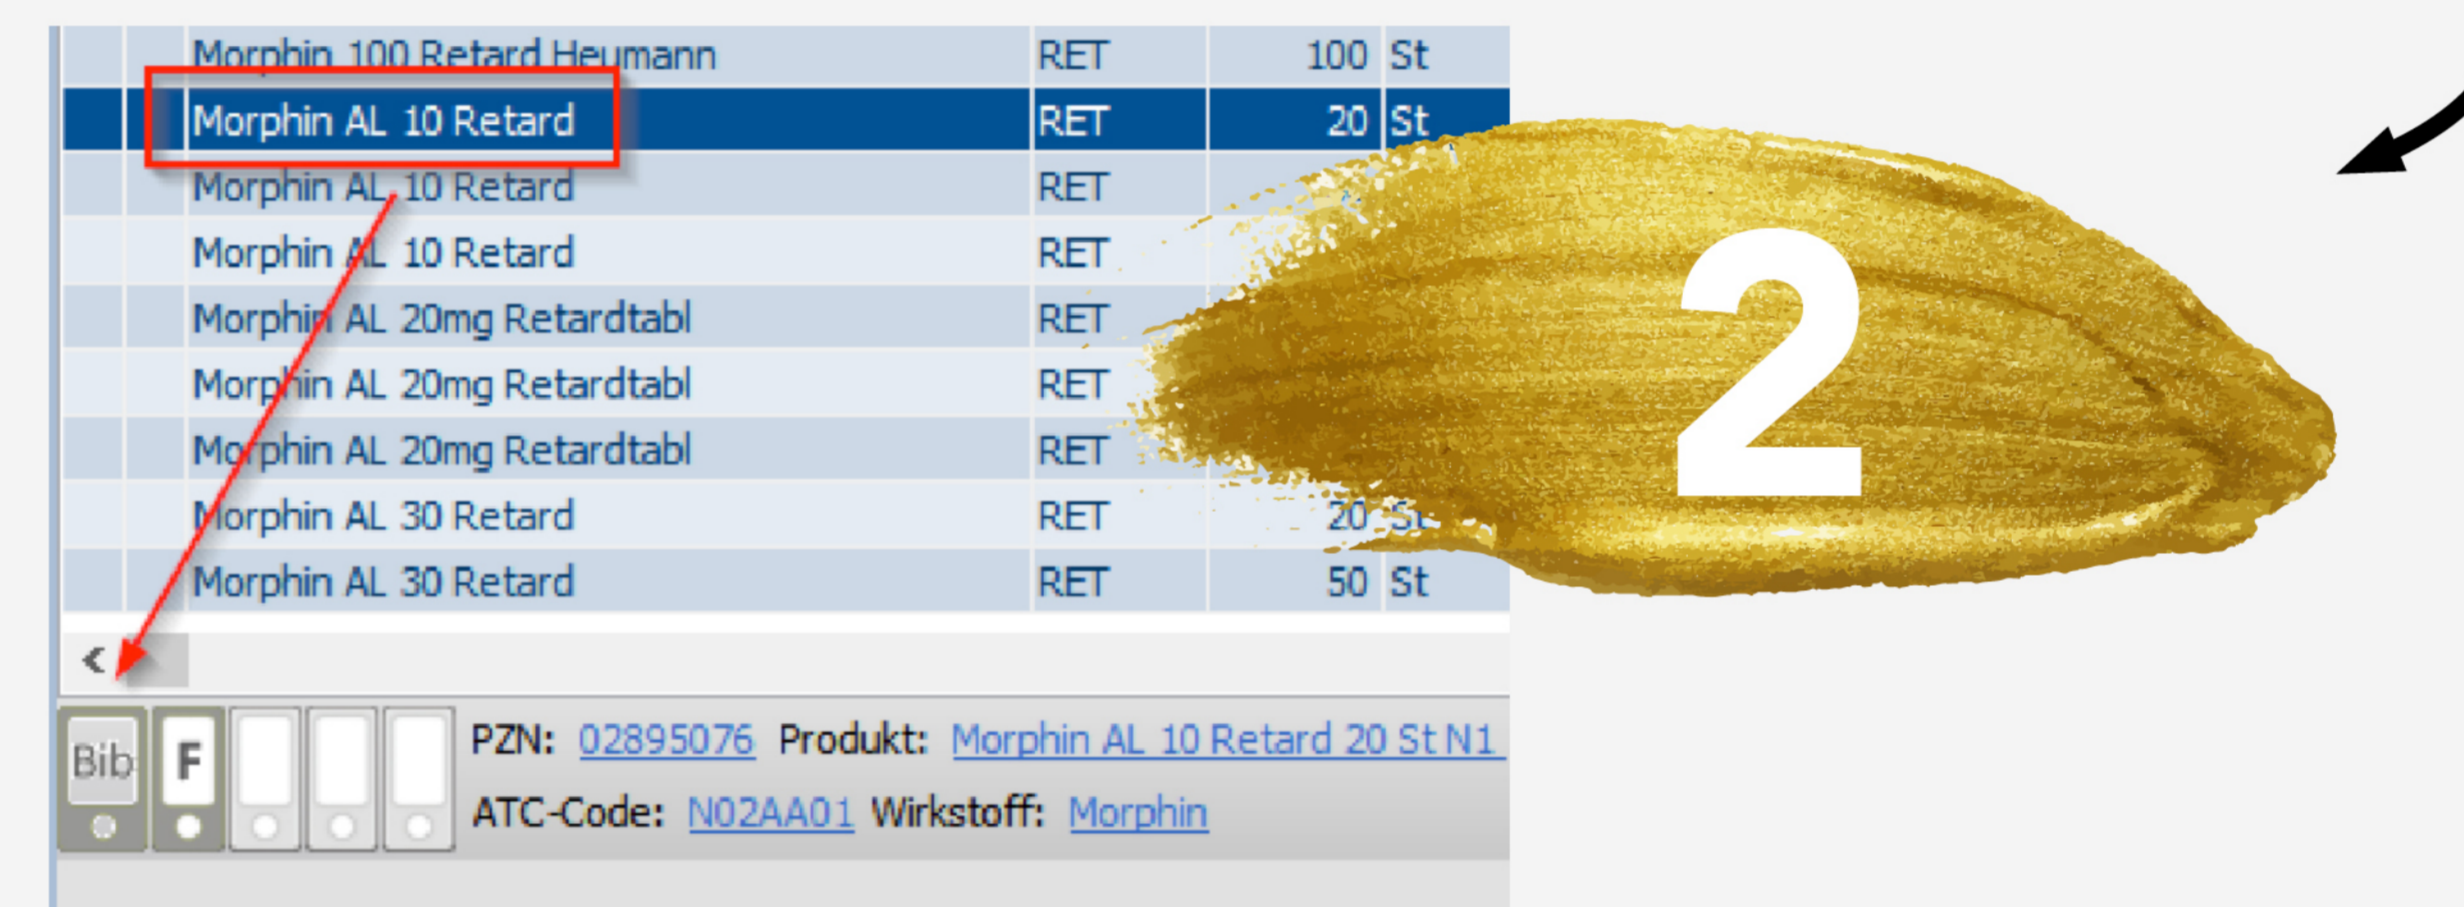 Morphin 100 Retard Heumann RET 100 St
Morphin AL 10 Retard RET 20 St
Morphin AL 10 Retard RET
Morphin AL 10 Retard RET
Morphin AL 20mg Retardtabl RET
Morphin AL 20mg Retardtabl RET
Morphin AL 20mg Retardtabl RET
Morphin AL 30 Retard RET 20 St
Morphin AL 30 Retard RET 50 St
2
<
Bib F
PZN: 02895076 Produkt: Morphin AL 10 Retard 20 St N1
ATC-Code: N02AA01 Wirkstoff: Morphin